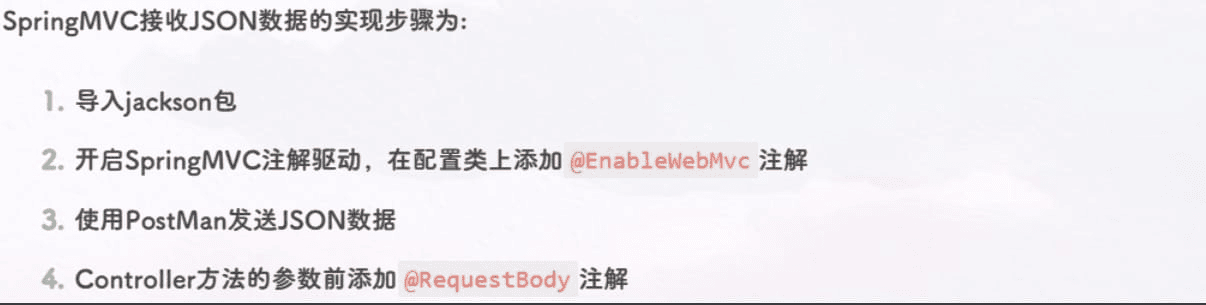 SpringMVC接收JSON数据的实现步骤为:
1. 导入jackson包
2. 开启SpringMVC注解驱动，在配置类上添加 @EnableWebMvc 注解
3. 使用PostMan发送JSON数据
4. Controller方法的参数前添加 @RequestBody 注解